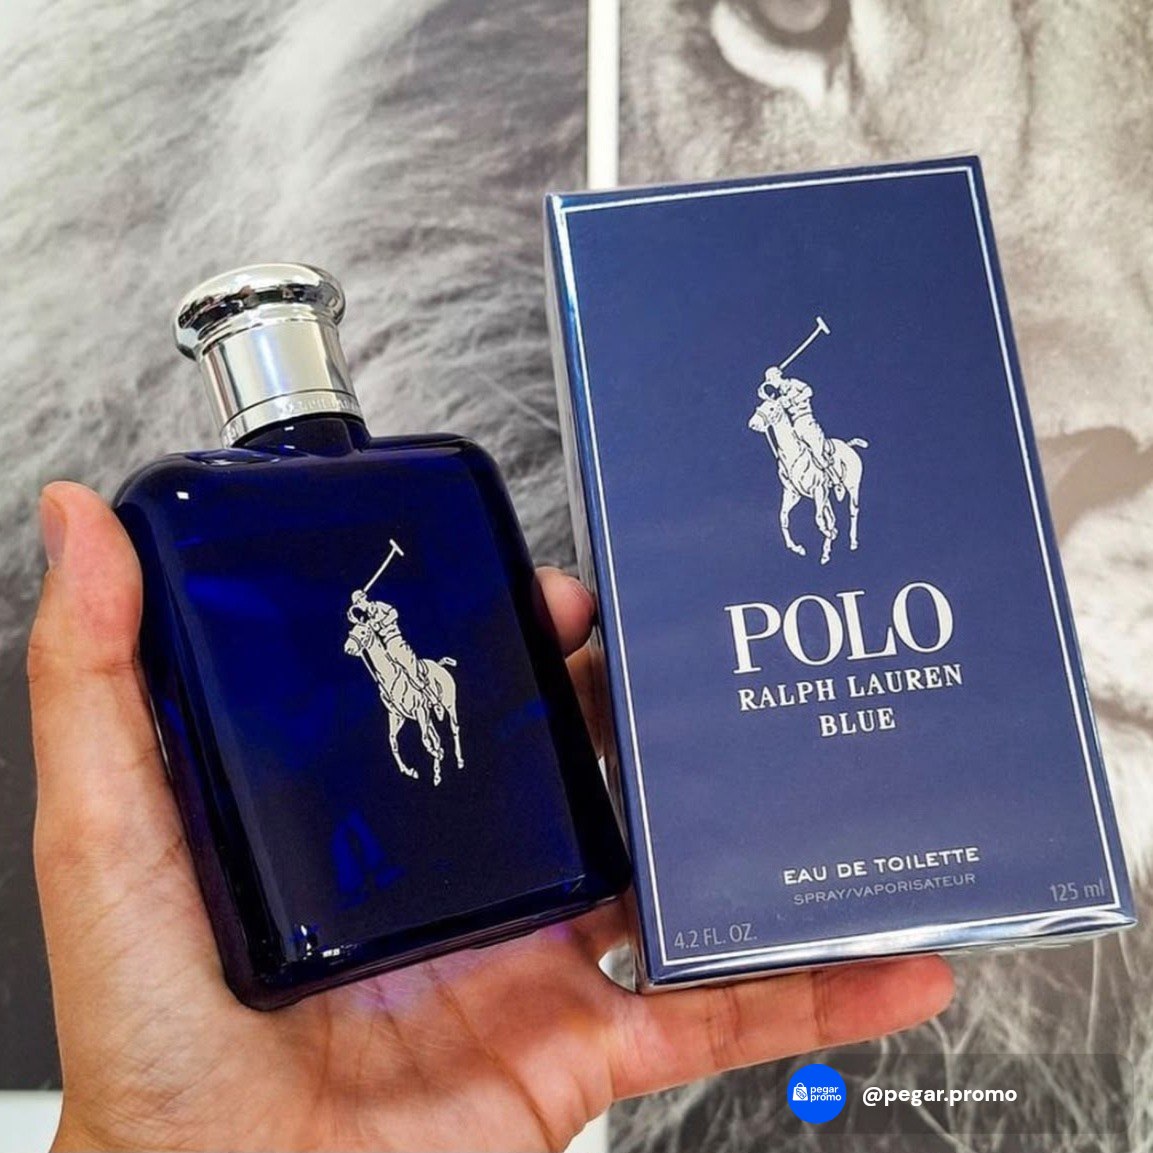 POLO
RALPH LAUREN
BLUE
EAU DE TOILETTE
SPRAY/VAPORISATEUR
4.2 FL. OZ.
125 ml
pegar
promo
@pegar.promo